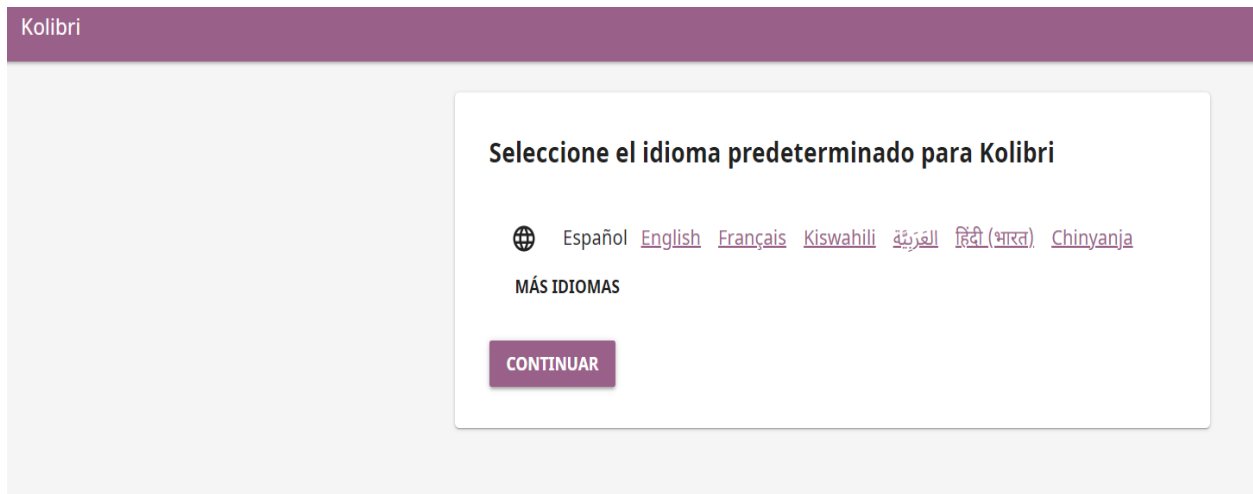 Kolibri
Seleccione el idioma predeterminado para Kolibri
Español English Français Kiswahili العَرَبِيَّة हिंदी (भारत) Chinyanja
MÁS IDIOMAS
CONTINUAR